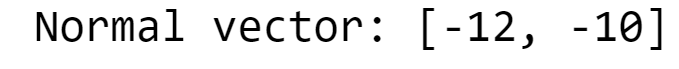 Normal vector: [-12, -10]